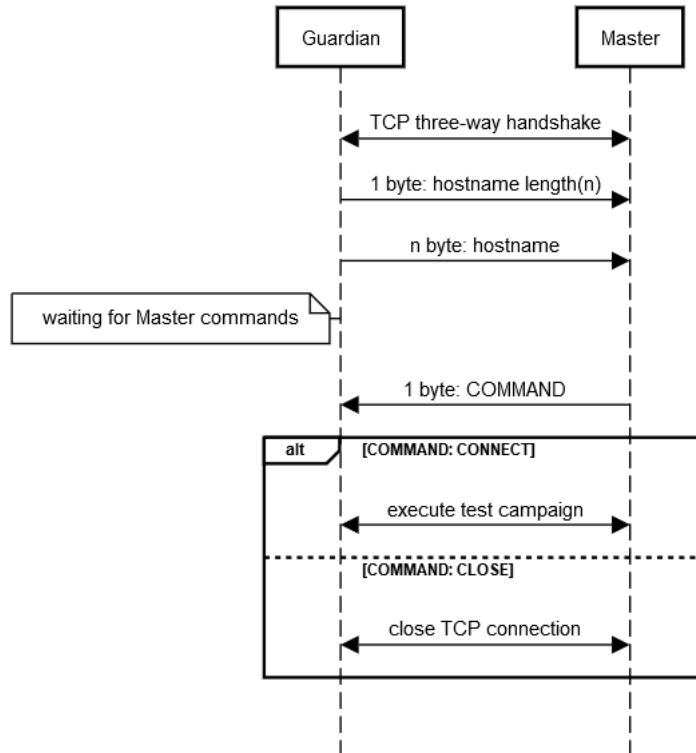 Guardian
Master
TCP three-way handshake
1 byte: hostname length(n)
n byte: hostname
waiting for Master commands
1 byte: COMMAND
alt
[COMMAND: CONNECT]
execute test campaign
[COMMAND: CLOSE]
close TCP connection